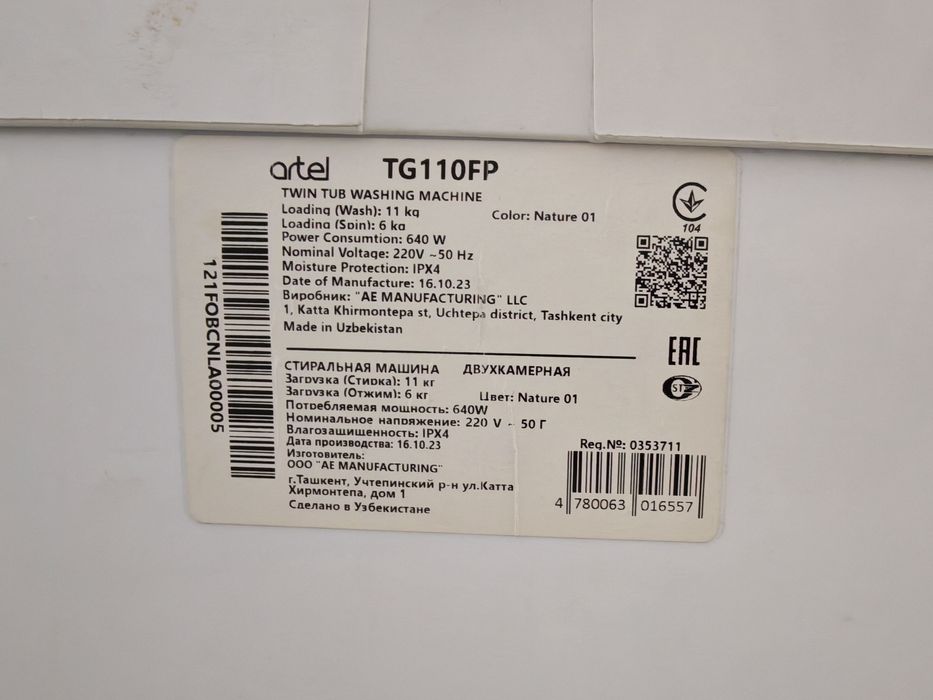 artel TG110FP
TWIN TUB WASHING MACHINE
Loading (Wash): 11 kg
Color: Nature 01
Loading (Spin): 6 kg
Power Consumtion: 640 W
Nominal Voltage: 220V ~50 Hz
Moisture Protection: IPX4
Date of Manufacture: 16.10.23
Виробник: "AE MANUFACTURING" LLC
1, Katta Khirmontepa st, Uchtepa district, Tashkent city
Made in Uzbekistan
104
121FOBCNLA00005
EAC
СТИРАЛЬНАЯ МАШИНА ДВУХКАМЕРНАЯ
Загрузка (Стирка): 11 кг
Загрузка (Отжим): 6 кг
Цвет: Nature 01
Потребляемая мощность: 640W
Номинальное напряжение: 220 V ~ 50 Г
Влагозащищенность: IPX4
Дата производства: 16.10.23
Изготовитель:
ООО "AE MANUFACTURING"
г.Ташкент, Учтепинский р-н ул.Катта
Хирмонтепа, дом 1
Сделано в Узбекистане
ST
Reg.№: 0353711
4 780063 016557